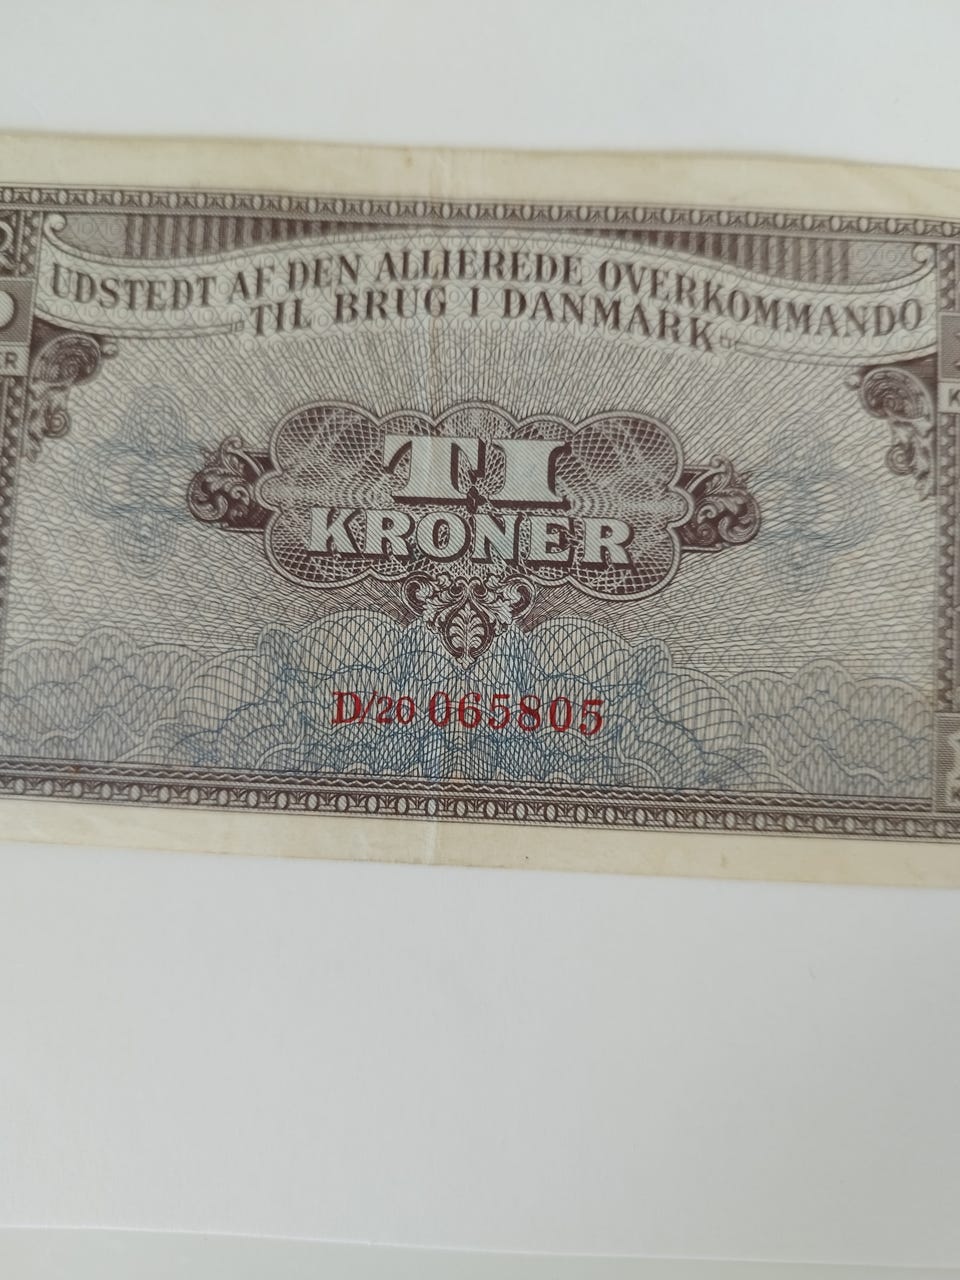 UDSTEDT AF DEN ALLIEREDE OVERKOMMANDO
TIL BRUG I DANMARK
TI
KRONER
D/20 065805